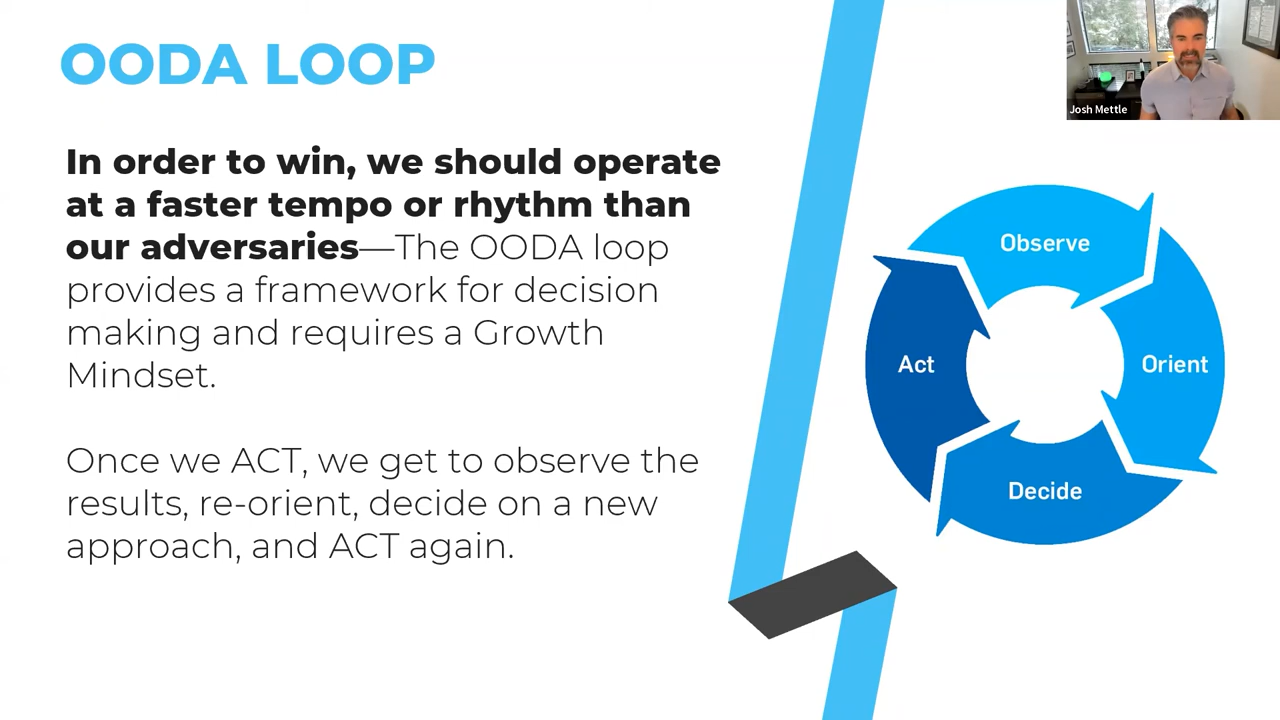 OODA LOOP
Josh Mettle
In order to win, we should operate
at a faster tempo or rhythm than
our adversaries—The OODA loop
provides a framework for decision
making and requires a Growth
Mindset.
Once we ACT, we get to observe the
results, re-orient, decide on a new
approach, and ACT again.
Observe
Orient
Decide
Act